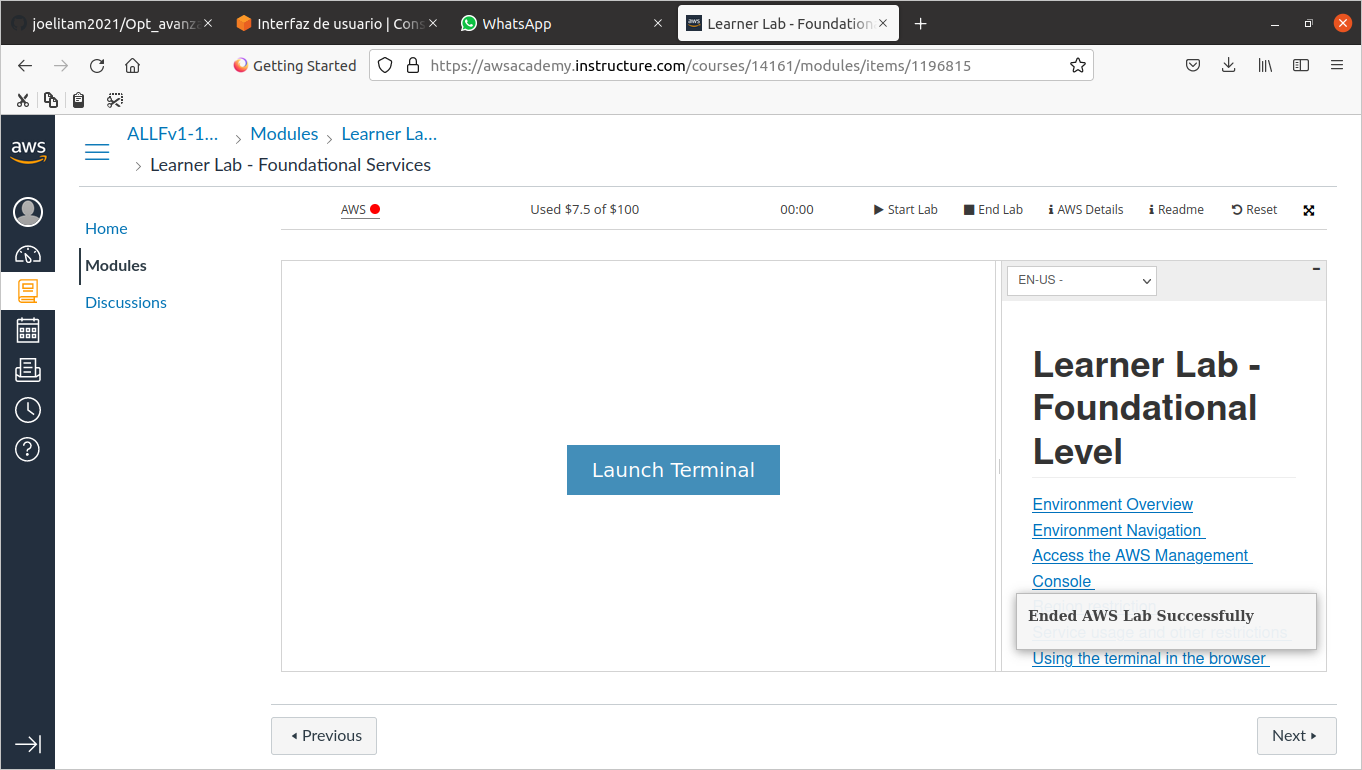 joelitam2021/Opt_avanza
Interfaz de usuario | Cons
WhatsApp
Learner Lab - Foundation
Getting Started
https://awsacademy.instructure.com/courses/14161/modules/items/1196815
aws
ALLFv1-1...
Modules
Learner La...
Learner Lab - Foundational Services
Home
Modules
Discussions
AWS
Used $7.5 of $100
00:00
Start Lab
End Lab
AWS Details
Readme
Reset
Launch Terminal
EN-US -
Learner Lab -
Foundational
Level
Environment Overview
Environment Navigation
Access the AWS Management
Console
Ended AWS Lab Successfully
Service usage and other restrictions
Using the terminal in the browser
Previous
Next